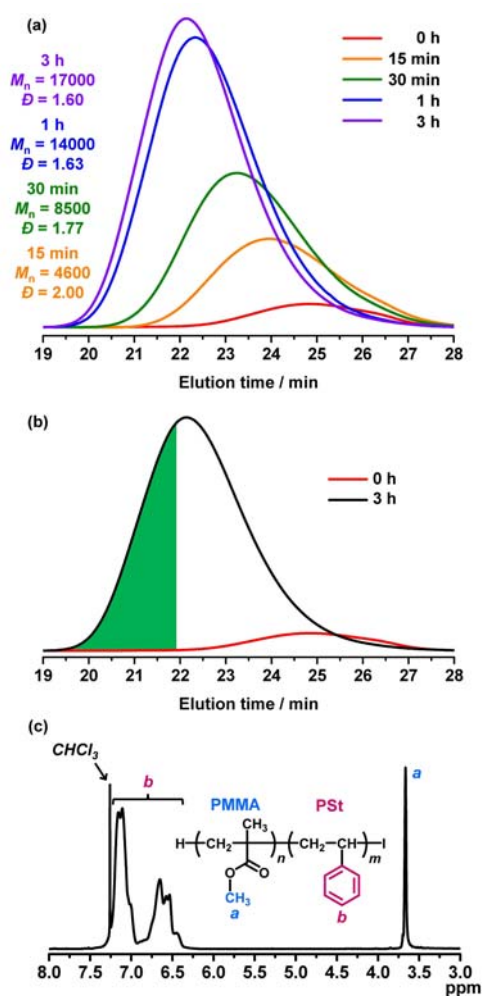 (a)
3 h
Mn = 17000
Đ = 1.60
1 h
Mn = 14000
Đ = 1.63
30 min
Mn = 8500
Đ = 1.77
15 min
Mn = 4600
Đ = 2.00
0 h
15 min
30 min
1 h
3 h
19 20 21 22 23 24 25 26 27 28
Elution time / min
(b)
0 h
3 h
19 20 21 22 23 24 25 26 27 28
Elution time / min
(c)
CHCl3
b
a
PMMA PSt
CH3
H CH2 C CH2 CH I
n m
O O
CH3
a b
8.0 7.5 7.0 6.5 6.0 5.5 5.0 4.5 4.0 3.5 3.0
ppm